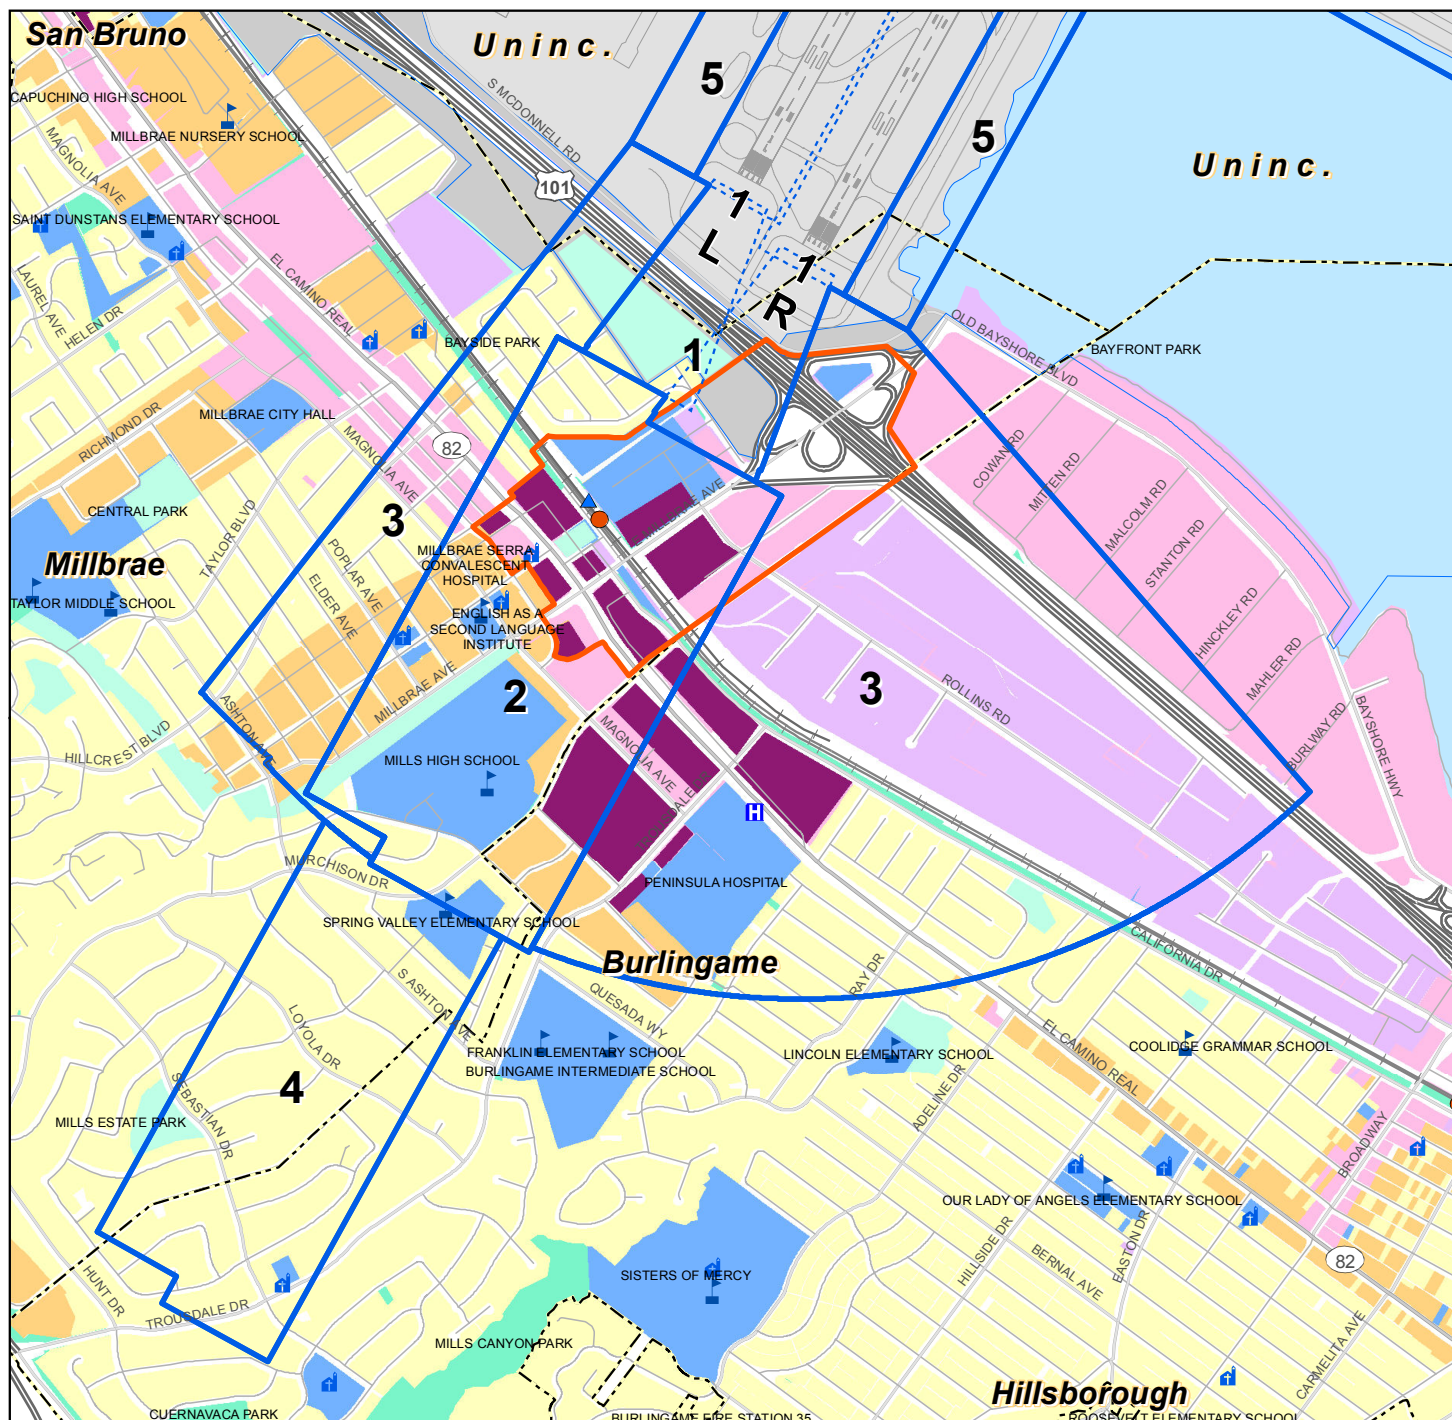 San Bruno
Uninc.
5
S MCDONNELL RD
CAPUCHINO HIGH SCHOOL
MILLBRAE NURSERY SCHOOL
MAGNOLIA AVE
5
Uninc.
101
1
L
1
R
SAINT DUNSTANS ELEMENTARY SCHOOL
LAUREL AVE
HELEN DR
EL CAMINO REAL
BAYSIDE PARK
1
OLD BAYSHORE BLVD
BAYFRONT PARK
RICHMOND DR
MILLBRAE CITY HALL
MAGNOLIA AVE
82
COWAN RD
MITTEN RD
MALCOLM RD
STANTON RD
HINCKLEY RD
MAHLER RD
BURLWAY RD
BAYSHORE HWY
CENTRAL PARK
TAYLOR BLVD
3
E MILLBRAE AVE
Millbrae
POPLAR AVE
ELDER AVE
MILLBRAE SERRA
CONVALESCENT
HOSPITAL
TAYLOR MIDDLE SCHOOL
ENGLISH AS A
SECOND LANGUAGE
INSTITUTE
MILLBRAE AVE
2
3
ROLLINS RD
ASHTON AVE
HILLCREST BLVD
MAGNOLIA AVE
MILLS HIGH SCHOOL
H
MURCHISON DR
PENINSULA HOSPITAL
SPRING VALLEY ELEMENTARY SCHOOL
Burlingame
CALIFORNIA DR
S ASHTON AVE
QUESADA WY
RAY DR
LOYOLA DR
FRANKLIN ELEMENTARY SCHOOL
BURLINGAME INTERMEDIATE SCHOOL
LINCOLN ELEMENTARY SCHOOL
EL CAMINO REAL
COOLIDGE GRAMMAR SCHOOL
4
SEBASTIAN DR
MILLS ESTATE PARK
ADELINE DR
BROADWAY
OUR LADY OF ANGELS ELEMENTARY SCHOOL
HILLSIDE DR
EASTON DR
BERNAL AVE
82
SISTERS OF MERCY
HUNT DR
TROUSDALE DR
MILLS CANYON PARK
CARMELITA AVE
Hillsborough
CUERNAVACA PARK
BURLINGAME FIRE STATION 35
ROOSEVELT ELEMENTARY SCHOOL